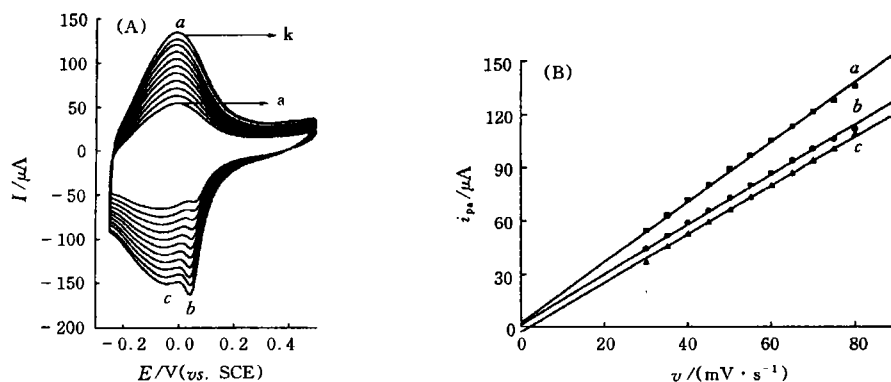 (A)
a
k
a
c
b
150
100
50
0
−50
−100
−150
−200
I/μA
−0.2 0.0 0.2 0.4
E/V(vs. SCE)
(B)
a
b
c
150
120
90
60
30
0
i_pa/μA
0 20 40 60 80
v/(mV·s⁻¹)